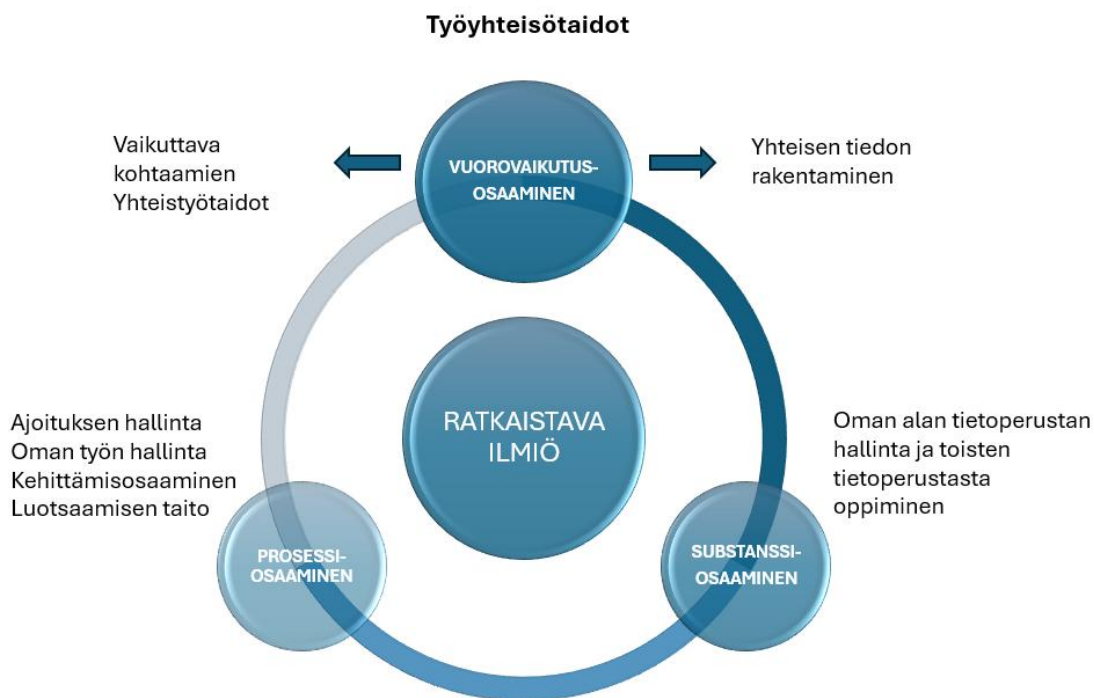 Työyhteisötaidot
Vaikuttava
kohtaamien
Yhteistyötaidot
VUOROVAIKUTUS-
OSAAMINEN
Yhteisen tiedon
rakentaminen
RATKAISTAVA
ILMIÖ
Ajoituksen hallinta
Oman työn hallinta
Kehittämisosaaminen
Luotsaamisen taito
Oman alan tietoperustan
hallinta ja toisten
tietoperustasta
oppiminen
PROSESSI-
OSAAMINEN
SUBSTANSSI-
OSAAMINEN